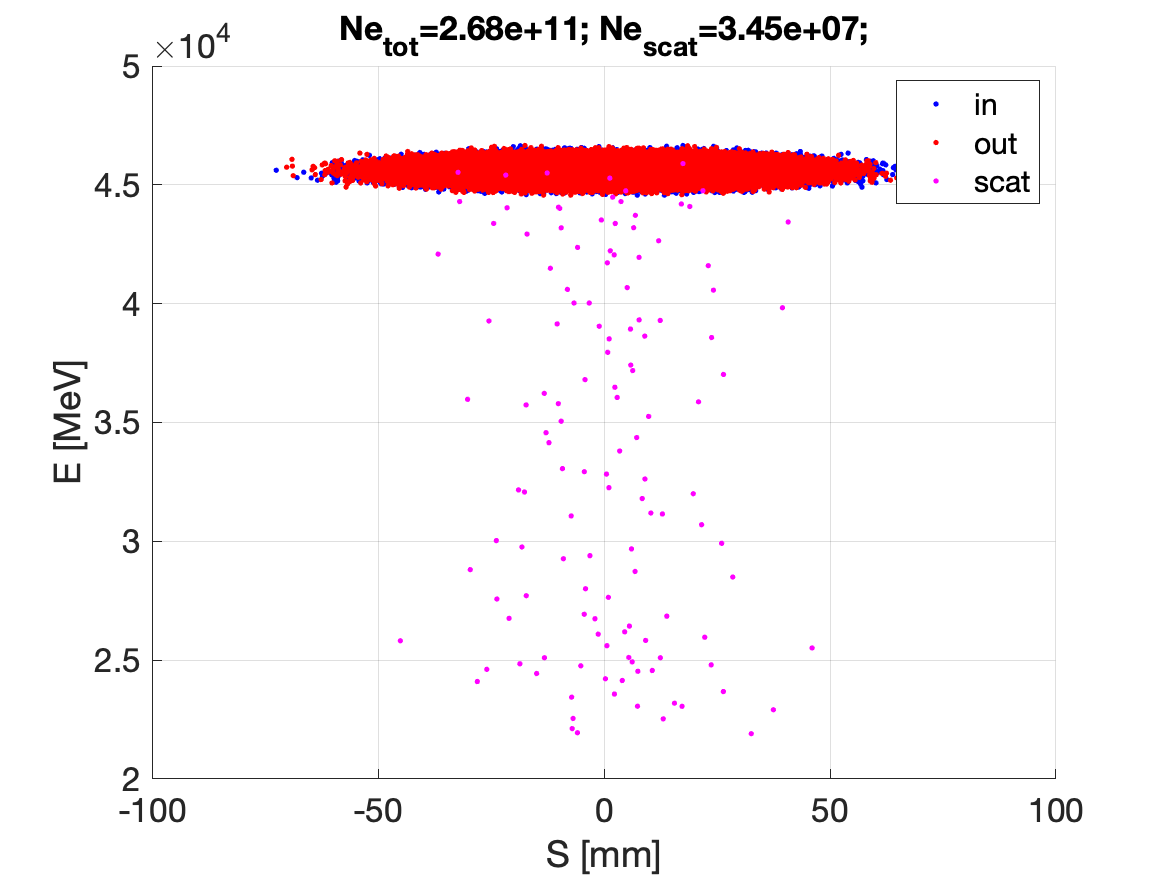 Ne_tot=2.68e+11; Ne_scat=3.45e+07;
×10^4
5
4.5
4
3.5
3
2.5
2
E [MeV]
-100
-50
0
50
100
S [mm]
in
out
scat